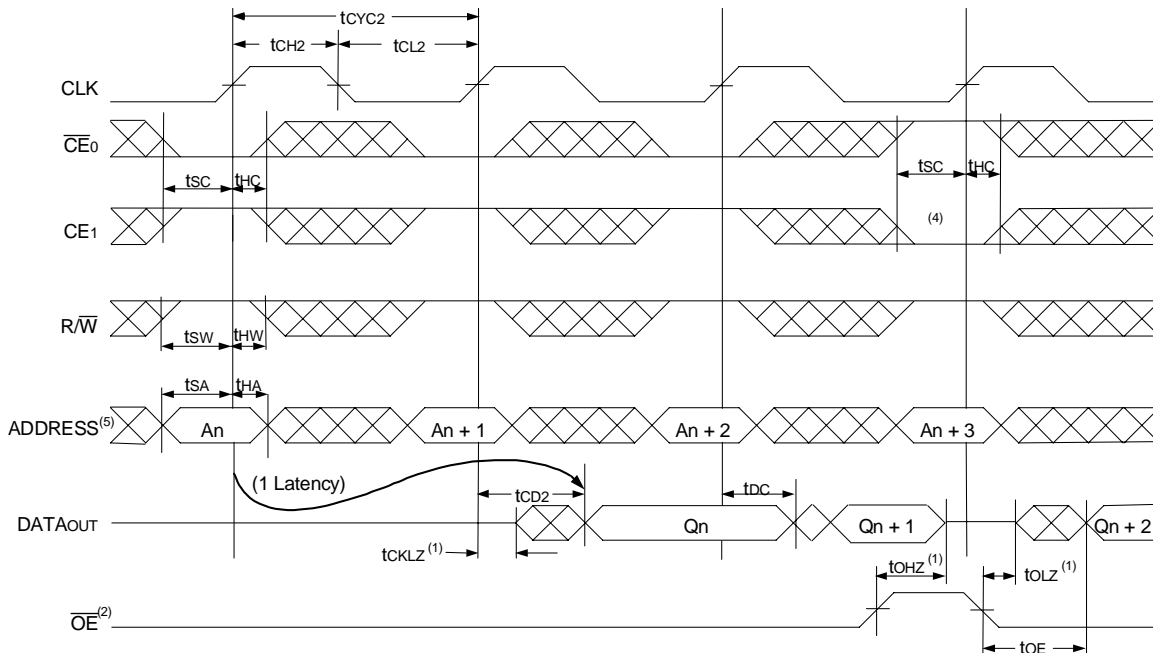 tCYC2
tCH2 tCL2
CLK
CE0
tSC tHC tSC tHC
CE1 (4)
R/W
tSW tHW
tSA tHA
ADDRESS(5) An An + 1 An + 2 An + 3
(1 Latency) tCD2 tDC
DATAOUT Qn Qn + 1 Qn + 2
tCKLZ (1) tOHZ (1) tOLZ (1)
OE(2)
tOE